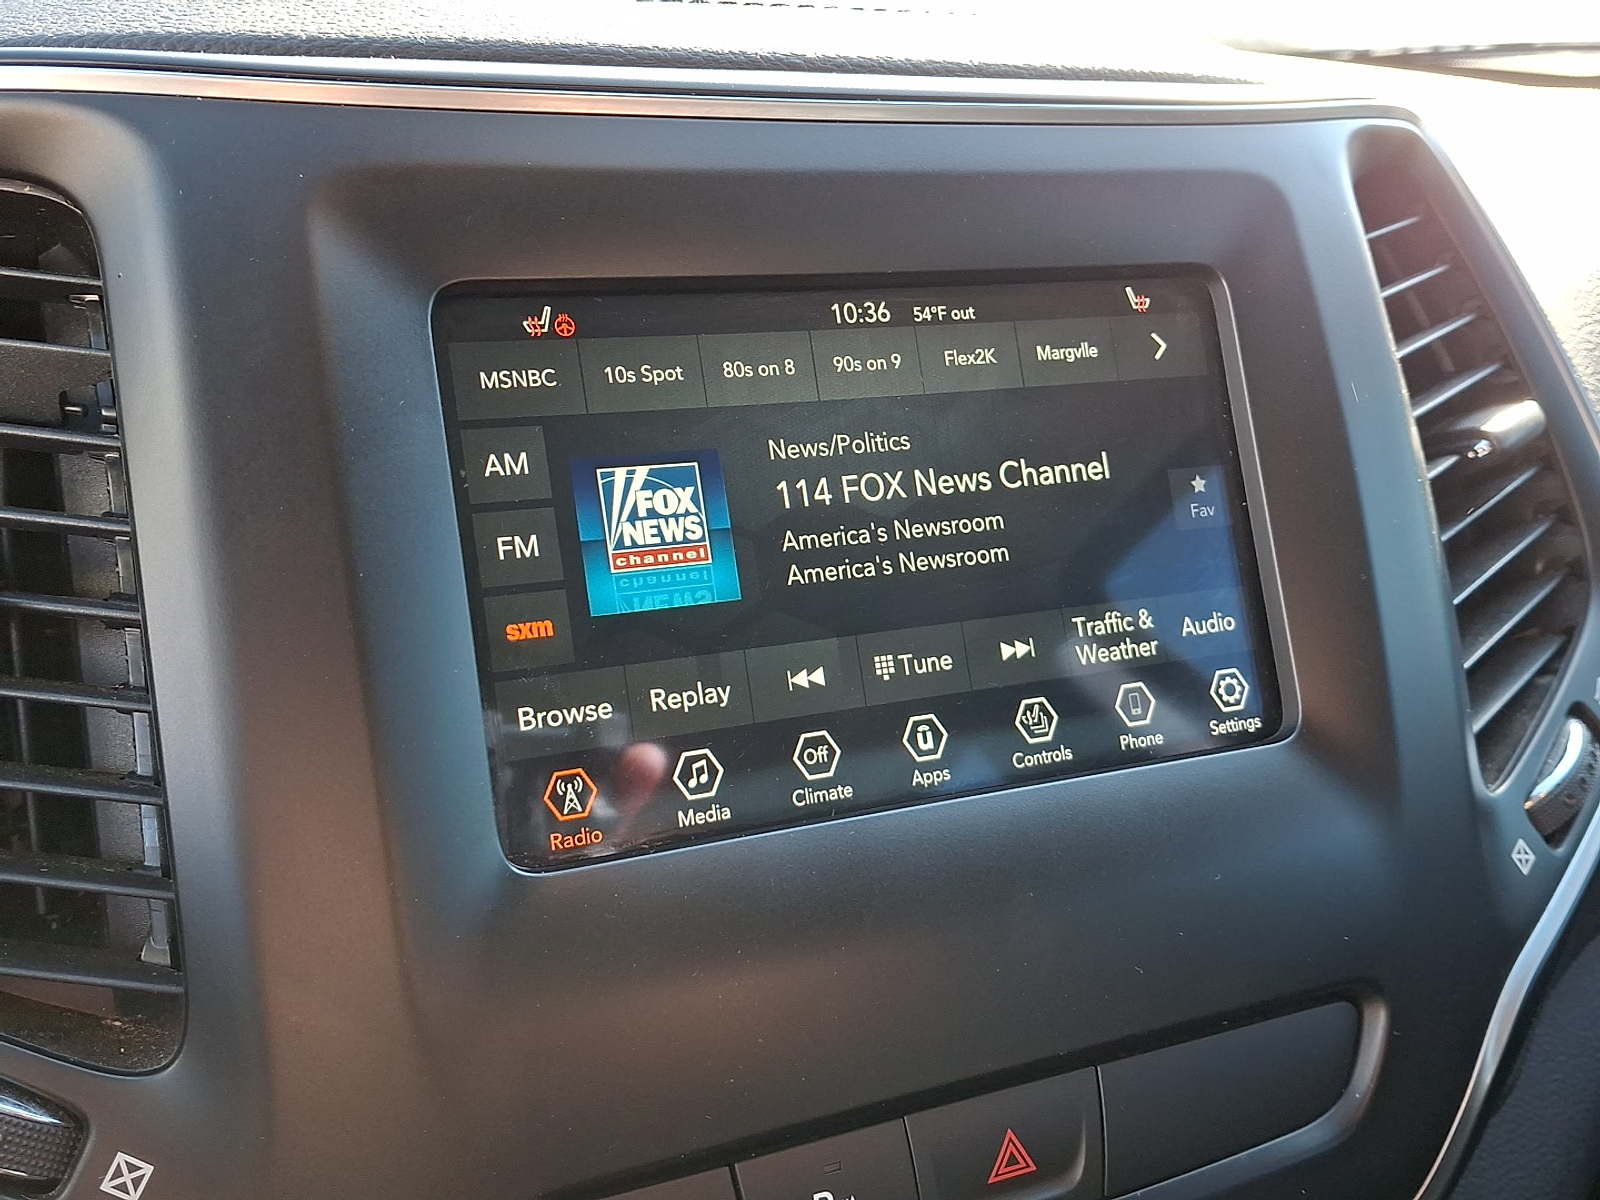 10:36 54°F out
MSNBC 10s Spot 80s on 8 90s on 9 Flex2K Margvlle
AM
FM
sxm
FOX
NEWS
channel
News/Politics
114 FOX News Channel
America's Newsroom
America's Newsroom
Fav
Browse Replay Tune Traffic &
Weather Audio
Radio Media Off
Climate Apps Controls Phone Settings